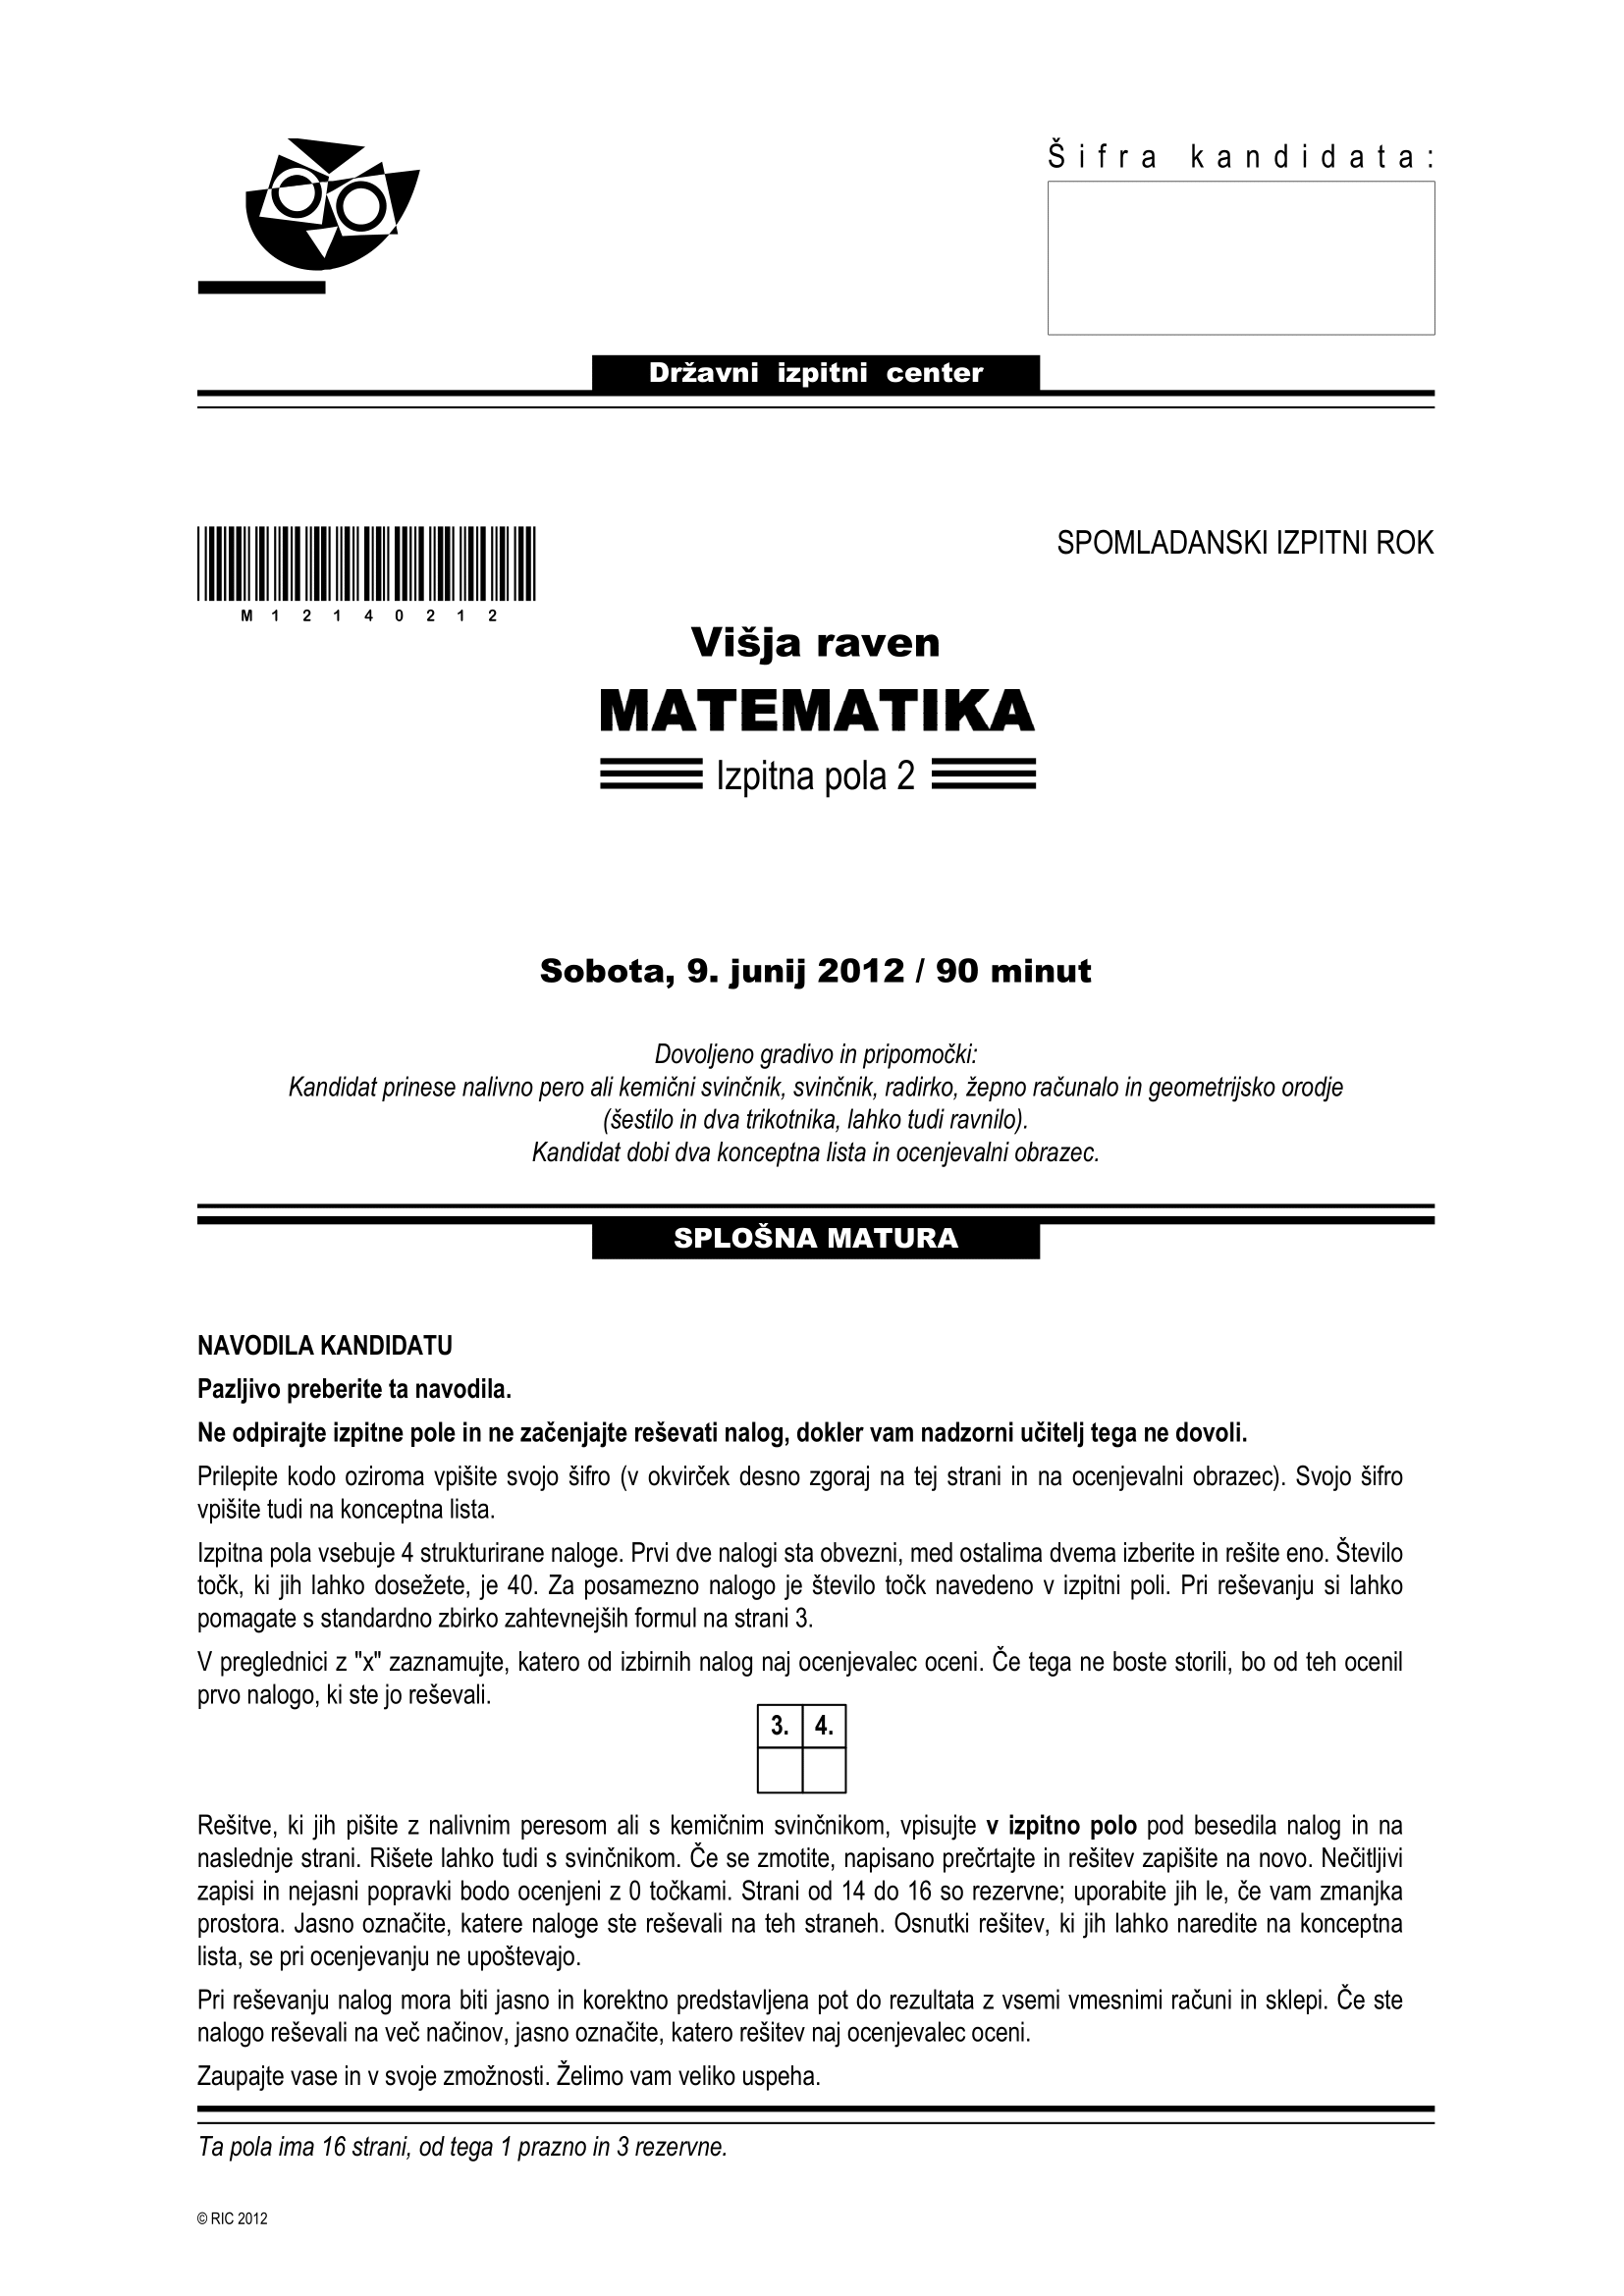 Šifra kandidata:
Državni izpitni center
M12140212
SPOMLADANSKI IZPITNI ROK
Višja raven
MATEMATIKA
Izpitna pola 2
Sobota, 9. junij 2012 / 90 minut
Dovoljeno gradivo in pripomočki:
Kandidat prinese nalivno pero ali kemični svinčnik, svinčnik, radirko, žepno računalo in geometrijsko orodje
(šestilo in dva trikotnika, lahko tudi ravnilo).
Kandidat dobi dva konceptna lista in ocenjevalni obrazec.
SPLOŠNA MATURA
NAVODILA KANDIDATU
Pazljivo preberite ta navodila.
Ne odpirajte izpitne pole in ne začenjajte reševati nalog, dokler vam nadzorni učitelj tega ne dovoli.
Prilepite kodo oziroma vpišite svojo šifro (v okvirček desno zgoraj na tej strani in na ocenjevalni obrazec). Svojo šifro
vpišite tudi na konceptna lista.
Izpitna pola vsebuje 4 strukturirane naloge. Prvi dve nalogi sta obvezni, med ostalima dvema izberite in rešite eno. Število
točk, ki jih lahko dosežete, je 40. Za posamezno nalogo je število točk navedeno v izpitni poli. Pri reševanju si lahko
pomagate s standardno zbirko zahtevnejših formul na strani 3.
V preglednici z "x" zaznamujte, katero od izbirnih nalog naj ocenjevalec oceni. Če tega ne boste storili, bo od teh ocenil
prvo nalogo, ki ste jo reševali.
3. 4.
Rešitve, ki jih pišite z nalivnim peresom ali s kemičnim svinčnikom, vpisujte v izpitno polo pod besedila nalog in na
naslednje strani. Rišete lahko tudi s svinčnikom. Če se zmotite, napisano prečrtajte in rešitev zapišite na novo. Nečitljivi
zapisi in nejasni popravki bodo ocenjeni z 0 točkami. Strani od 14 do 16 so rezervne; uporabite jih le, če vam zmanjka
prostora. Jasno označite, katere naloge ste reševali na teh straneh. Osnutki rešitev, ki jih lahko naredite na konceptna
lista, se pri ocenjevanju ne upoštevajo.
Pri reševanju nalog mora biti jasno in korektno predstavljena pot do rezultata z vsemi vmesnimi računi in sklepi. Če ste
nalogo reševali na več načinov, jasno označite, katero rešitev naj ocenjevalec oceni.
Zaupajte vase in v svoje zmožnosti. Želimo vam veliko uspeha.
Ta pola ima 16 strani, od tega 1 prazno in 3 rezervne.
© RIC 2012